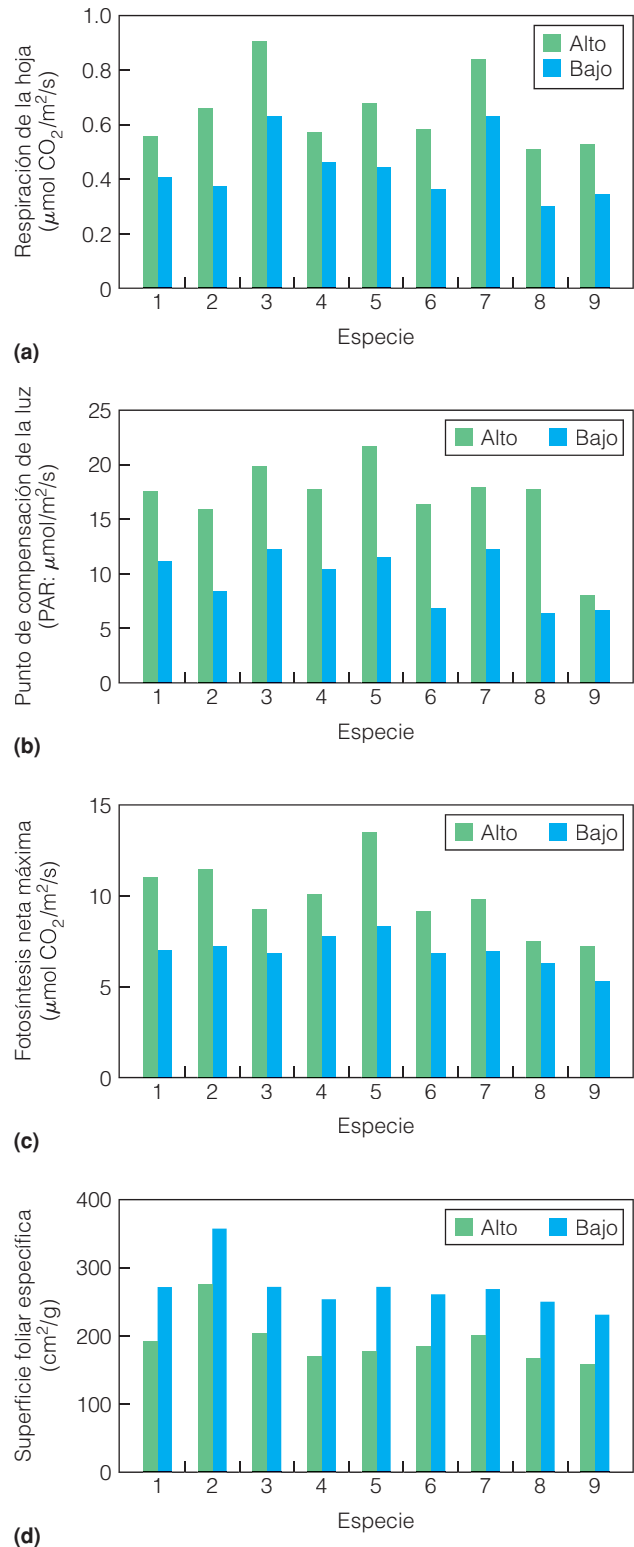 Respiración de la hoja
(μmol CO2/m2/s)
1.0
0.8
0.6
0.4
0.2
0
Alto
Bajo
1 2 3 4 5 6 7 8 9
Especie
(a)
Punto de compensación de la luz
(PAR: μmol/m2/s)
25
20
15
10
5
0
Alto Bajo
1 2 3 4 5 6 7 8 9
Especie
(b)
Fotosíntesis neta máxima
(μmol CO2/m2/s)
15
10
5
0
Alto Bajo
1 2 3 4 5 6 7 8 9
Especie
(c)
Superficie foliar específica
(cm2/g)
400
300
200
100
0
Alto Bajo
1 2 3 4 5 6 7 8 9
Especie
(d)